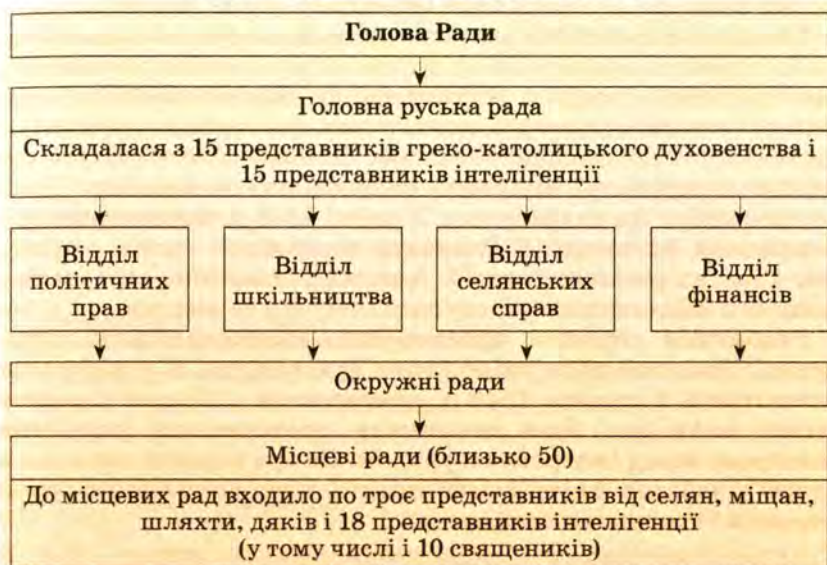 Голова Ради
Головна руська рада
Складалася з 15 представників греко-католицького духовенства і
15 представників інтелігенції
Відділ
політичних
прав
Відділ
шкільництва
Відділ
селянських
справ
Відділ
фінансів
Окружні ради
Місцеві ради (близько 50)
До місцевих рад входило по троє представників від селян, міщан,
шляхти, дяків і 18 представників інтелігенції
(у тому числі і 10 священиків)